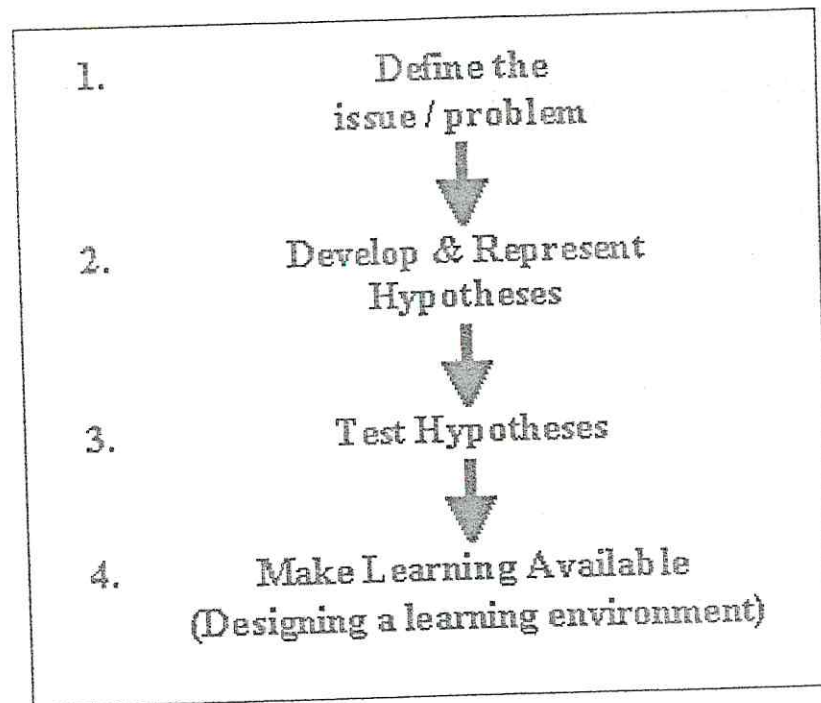 1. Define the
issue / problem
2. Develop & Represent
Hypotheses
3. Test Hypotheses
4. Make Learning Available
(Designing a learning environment)